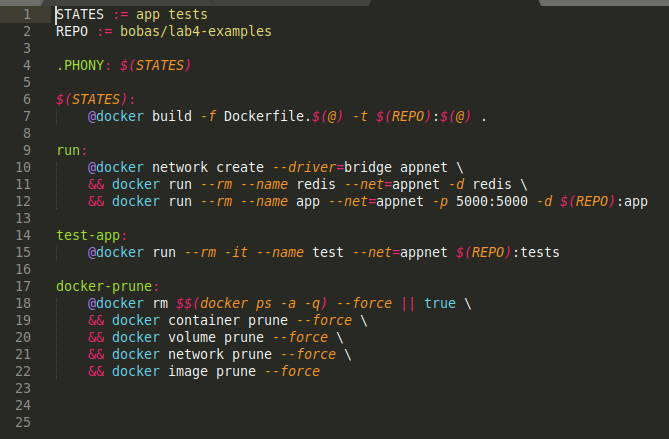 1 STATES := app tests
2 REPO := bobas/lab4-examples
3
4 .PHONY: $(STATES)
5
6 $(STATES):
7     @docker build -f Dockerfile.$(@) -t $(REPO):$(@) .
8
9 run:
10     @docker network create --driver=bridge appnet \
11     && docker run --rm --name redis --net=appnet -d redis \
12     && docker run --rm --name app --net=appnet -p 5000:5000 -d $(REPO):app
13
14 test-app:
15     @docker run --rm -it --name test --net=appnet $(REPO):tests
16
17 docker-prune:
18     @docker rm $$(docker ps -a -q) --force || true \
19     && docker container prune --force \
20     && docker volume prune --force \
21     && docker network prune --force \
22     && docker image prune --force
23
24
25